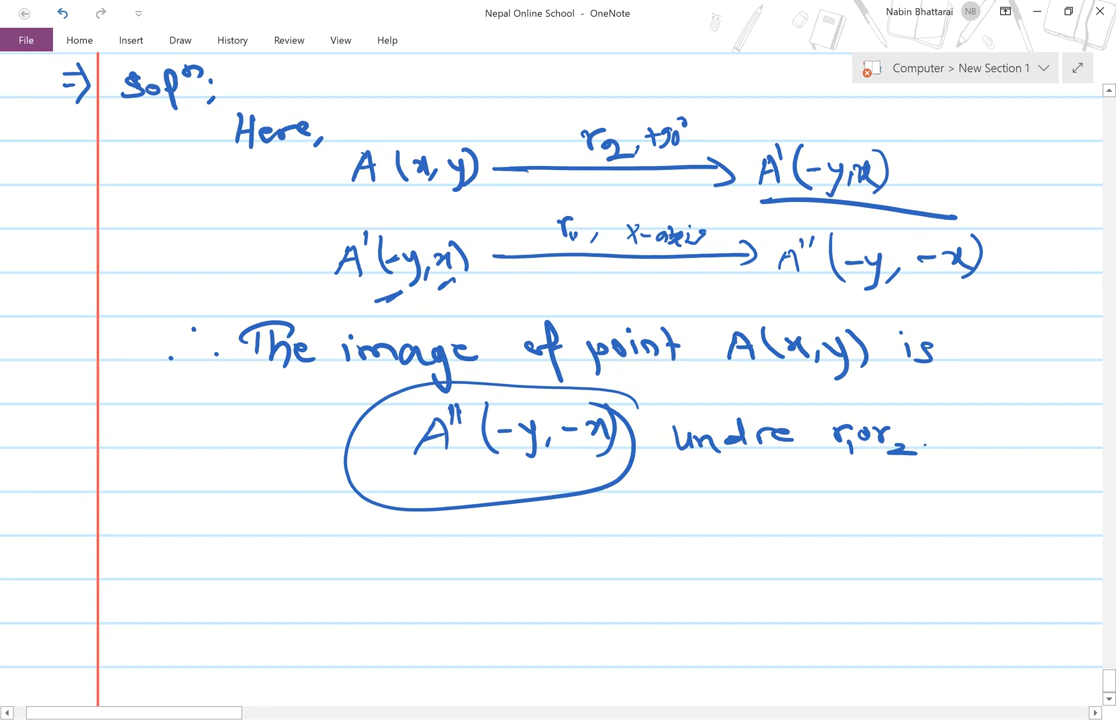 Nepal Online School - OneNote
Nabin Bhattarai NB
File Home Insert Draw History Review View Help
Computer > New Section 1
⇒ Solⁿ;
Here,
r2, +90°
A (x, y) → A'(-y, x)
r1, x-axis
A'(-y, x) → A'' (-y, -x)
∴ The image of point A(x, y) is
A'' (-y, -x) undre r1or2.